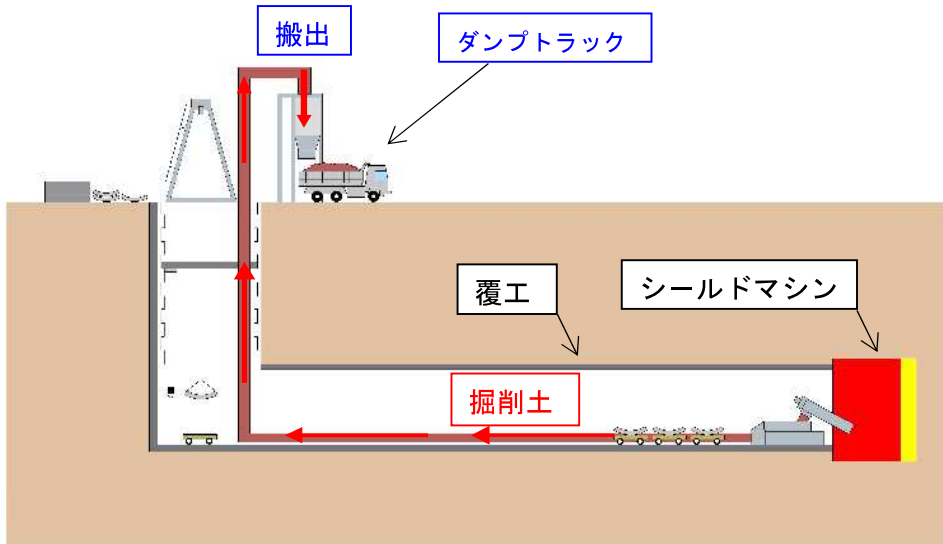 搬出
ダンプトラック
覆工
シールドマシン
掘削土